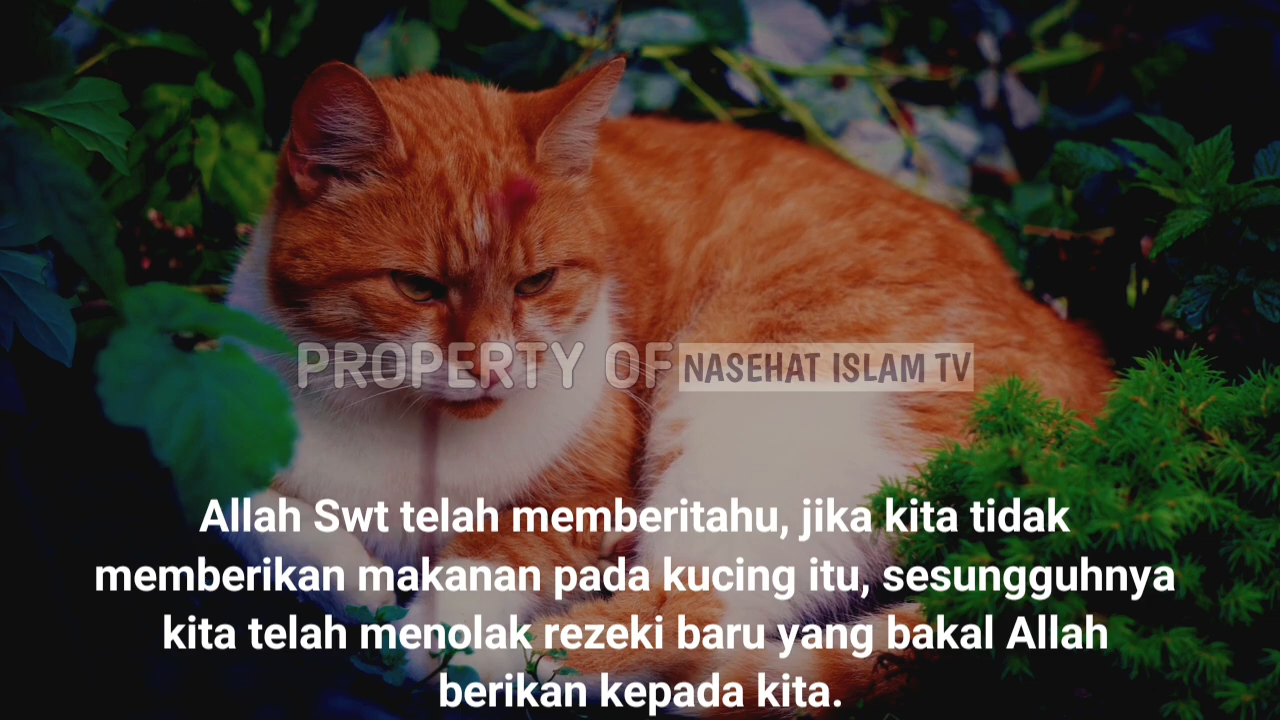 PROPERTY OF NASEHAT ISLAM TV
Allah Swt telah memberitahu, jika kita tidak
memberikan makanan pada kucing itu, sesungguhnya
kita telah menolak rezeki baru yang bakal Allah
berikan kepada kita.